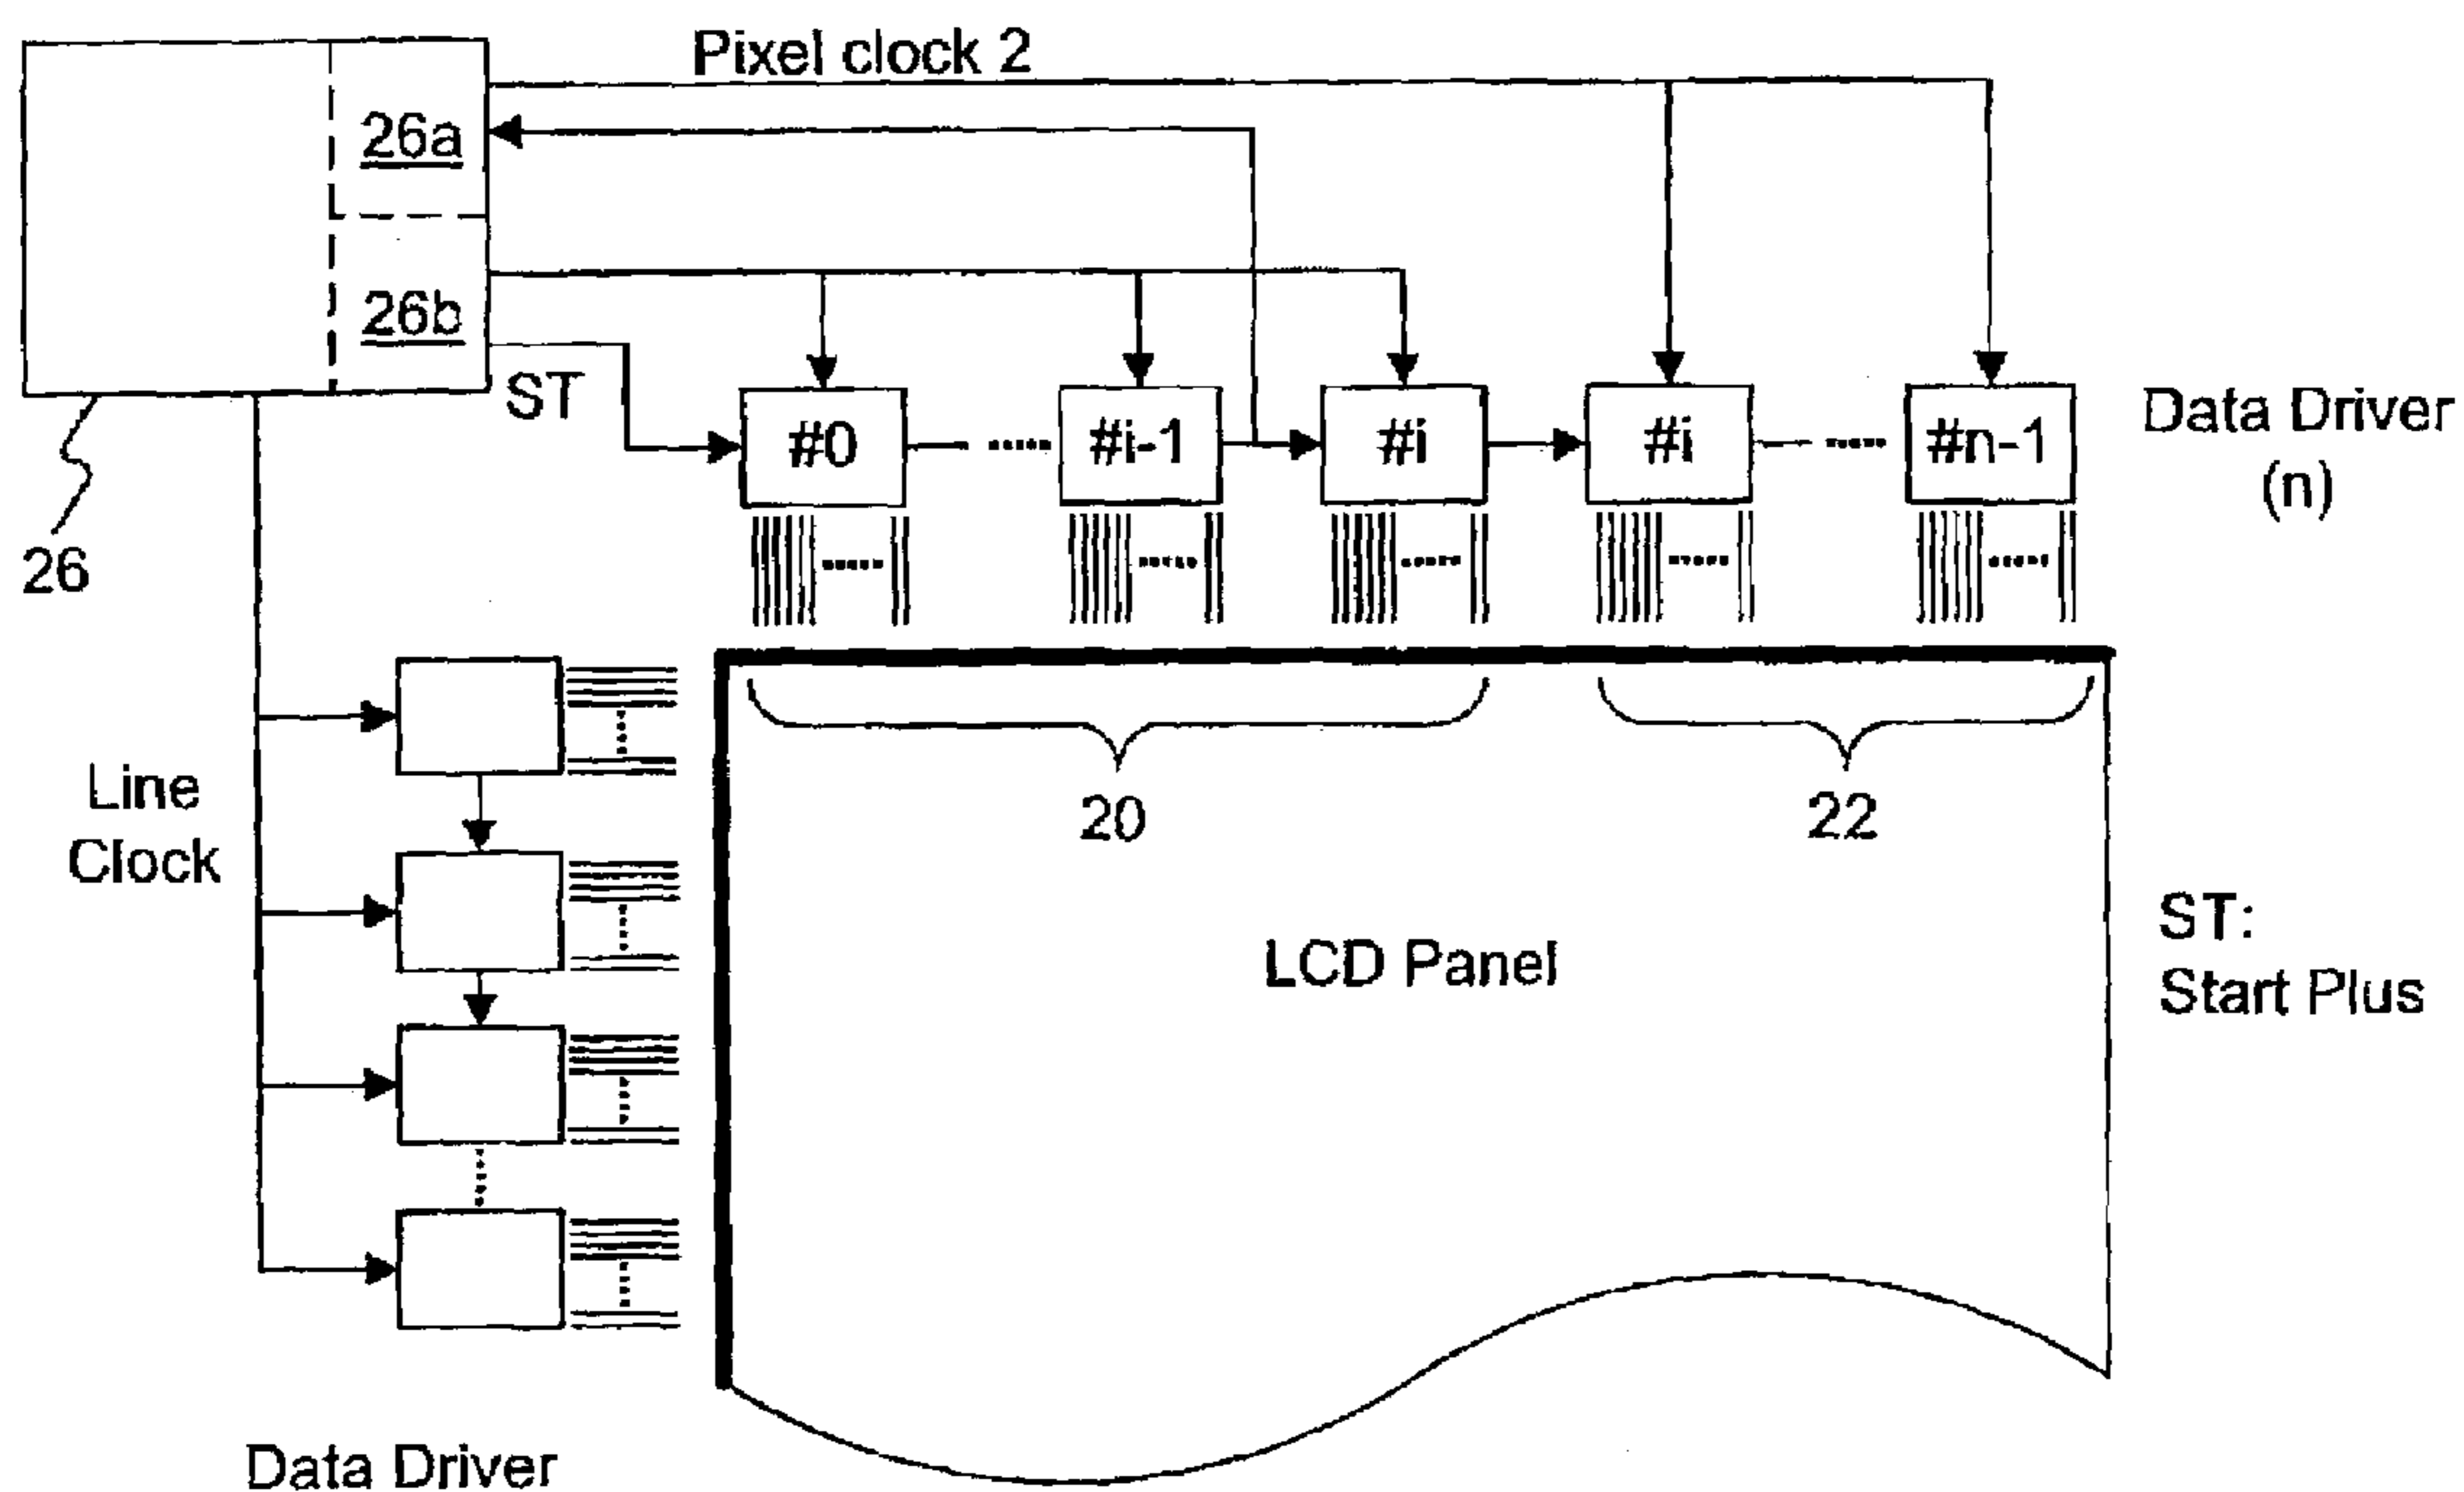 Pixel clock 2
26a
26b
ST
26
#0 ..... #i-1 #i #i ..... #n-1
Data Driver
(n)
Line
Clock
20
22
LCD Panel
ST:
Start Plus
Data Driver